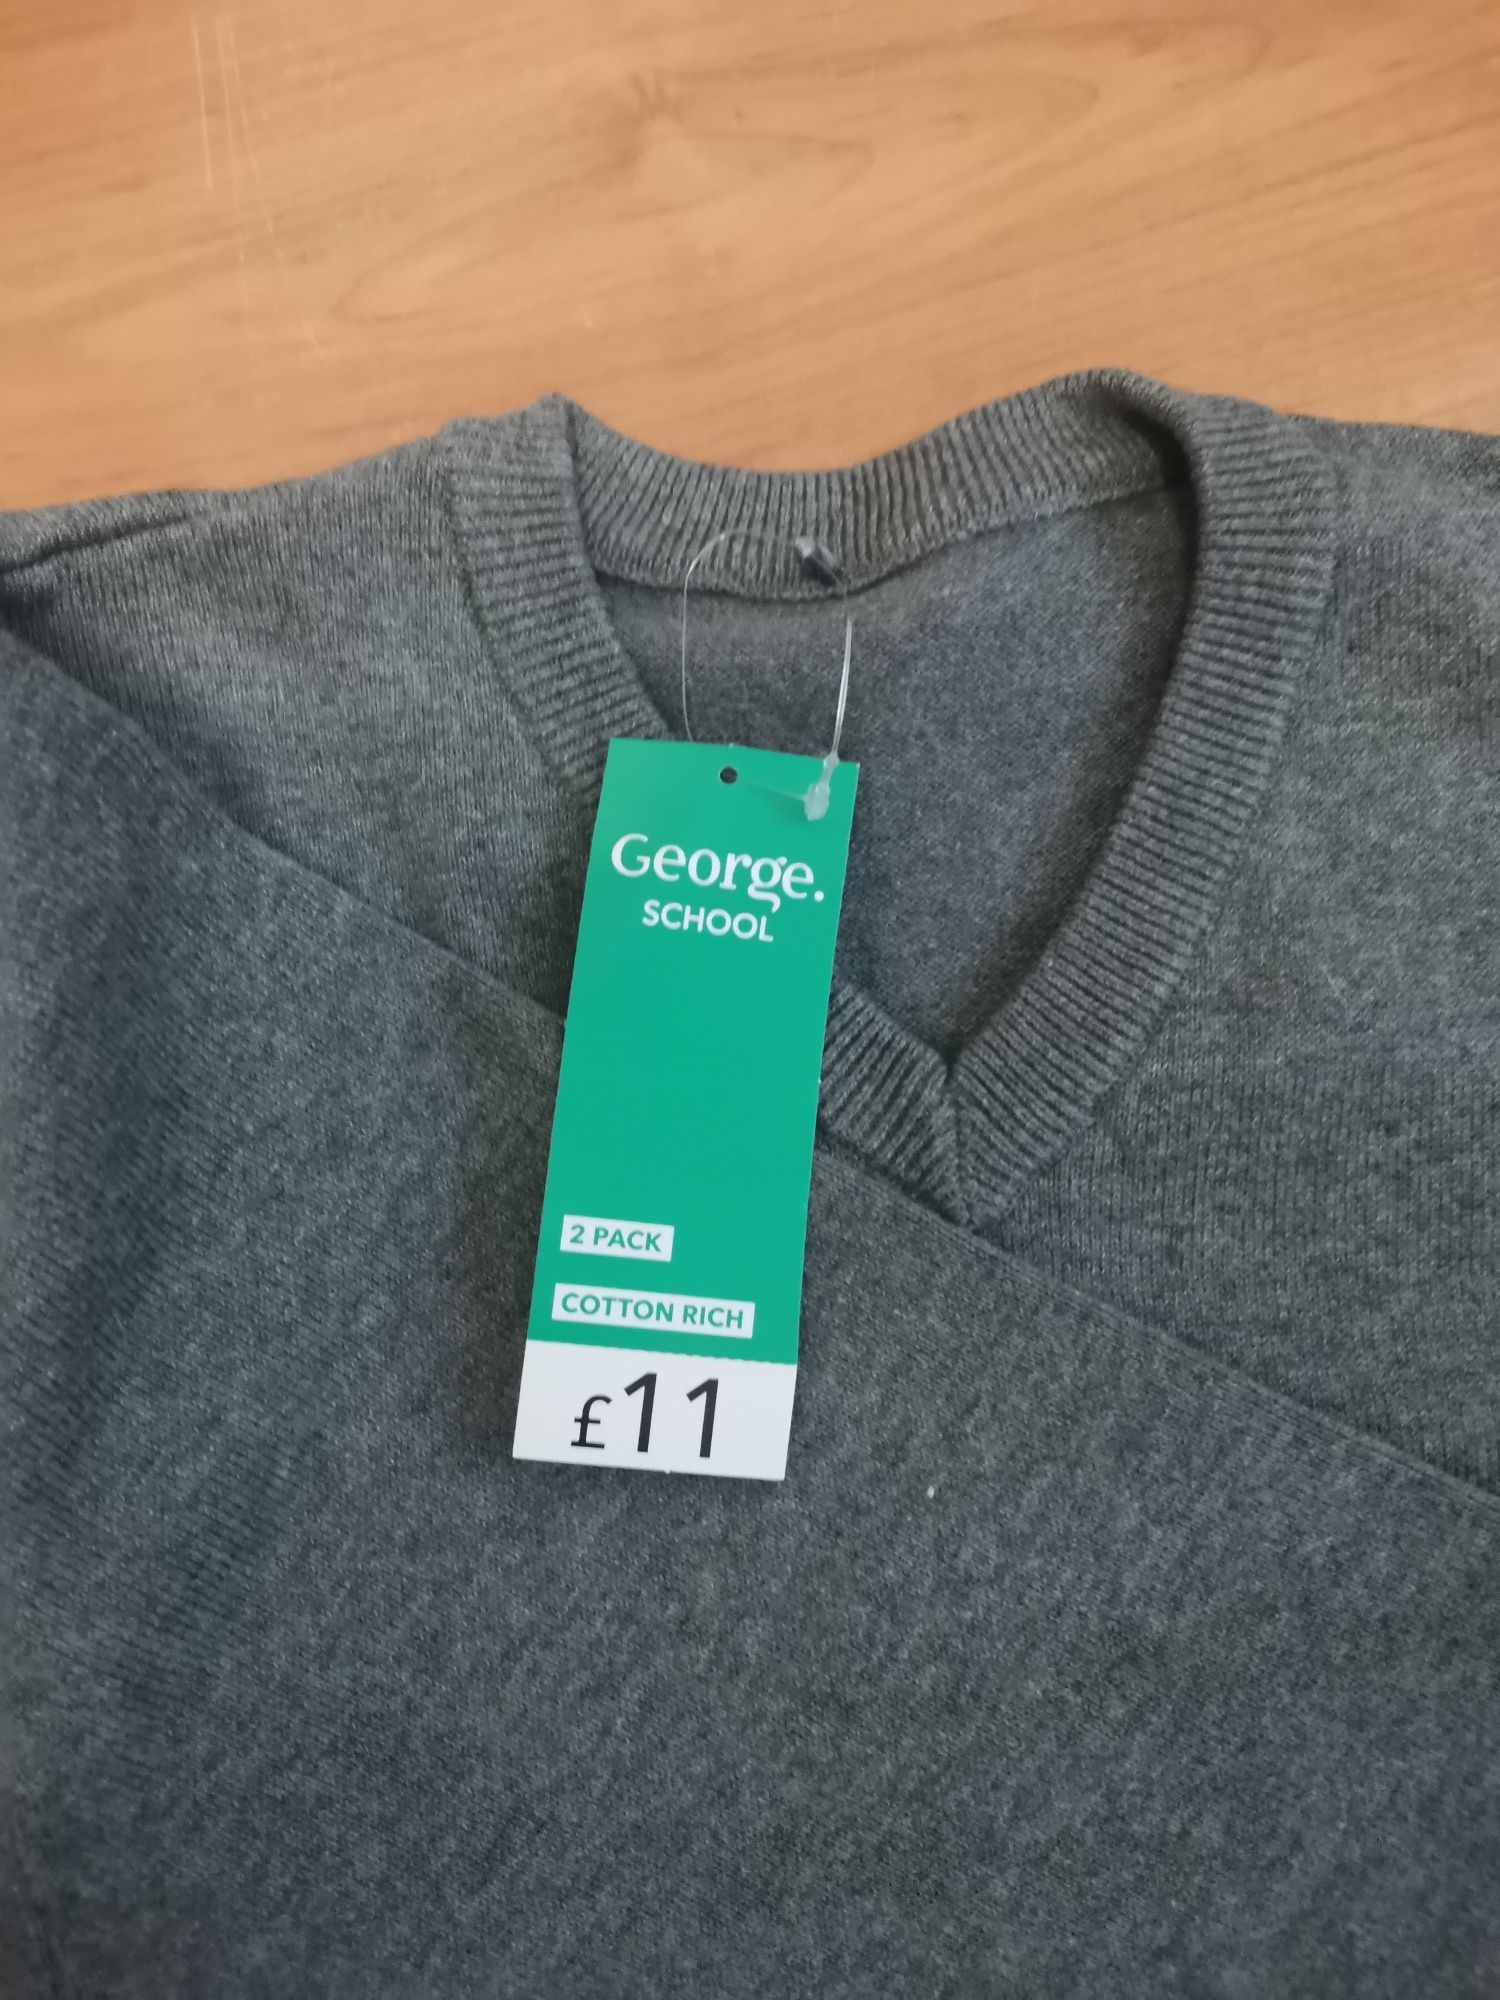 George.
SCHOOL
2 PACK
COTTON RICH
£11